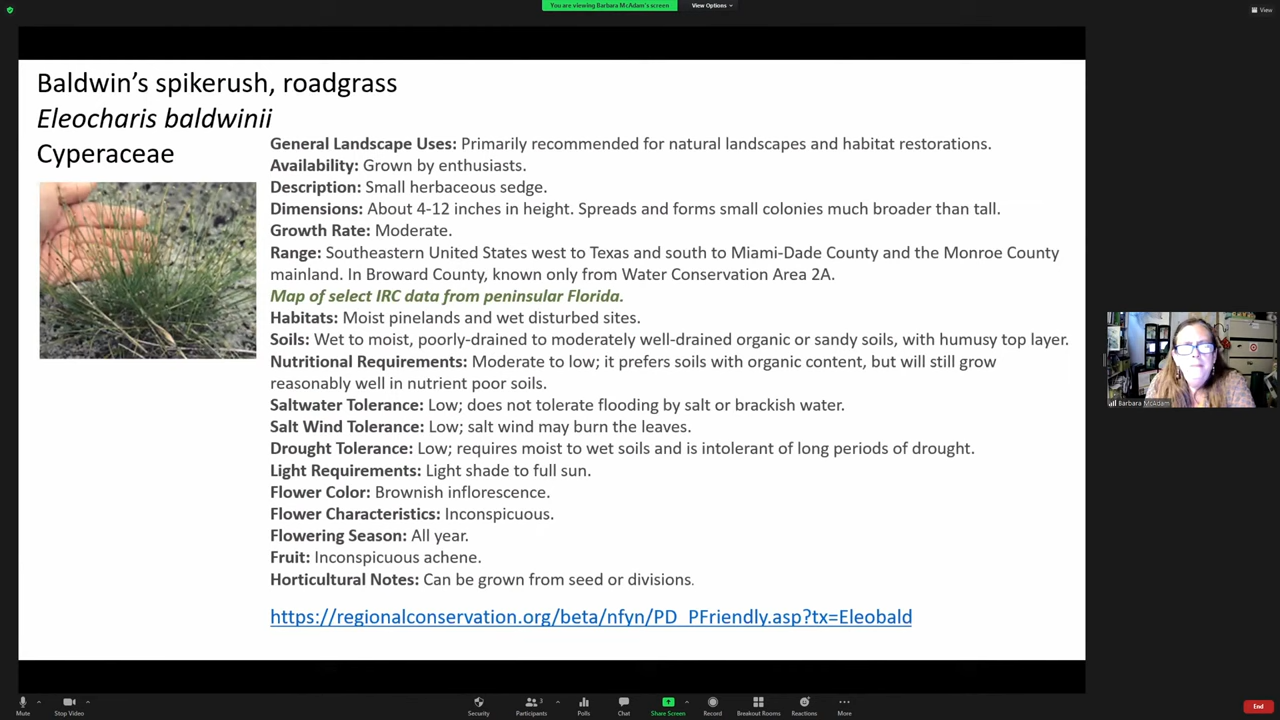 You are viewing Barbara McAdam's screen
View Options
View
Baldwin's spikerush, roadgrass
Eleocharis baldwinii
Cyperaceae
General Landscape Uses: Primarily recommended for natural landscapes and habitat restorations.
Availability: Grown by enthusiasts.
Description: Small herbaceous sedge.
Dimensions: About 4-12 inches in height. Spreads and forms small colonies much broader than tall.
Growth Rate: Moderate.
Range: Southeastern United States west to Texas and south to Miami-Dade County and the Monroe County
mainland. In Broward County, known only from Water Conservation Area 2A.
Map of select IRC data from peninsular Florida.
Habitats: Moist pinelands and wet disturbed sites.
Soils: Wet to moist, poorly-drained to moderately well-drained organic or sandy soils, with humusy top layer.
Nutritional Requirements: Moderate to low; it prefers soils with organic content, but will still grow
reasonably well in nutrient poor soils.
Saltwater Tolerance: Low; does not tolerate flooding by salt or brackish water.
Salt Wind Tolerance: Low; salt wind may burn the leaves.
Drought Tolerance: Low; requires moist to wet soils and is intolerant of long periods of drought.
Light Requirements: Light shade to full sun.
Flower Color: Brownish inflorescence.
Flower Characteristics: Inconspicuous.
Flowering Season: All year.
Fruit: Inconspicuous achene.
Horticultural Notes: Can be grown from seed or divisions.
https://regionalconservation.org/beta/nfyn/PD_PFriendly.asp?tx=Eleobald
Barbara McAdam
Mute
Stop Video
Security
Participants
3
Polls
Chat
Share Screen
Record
Breakout Rooms
Reactions
More
End